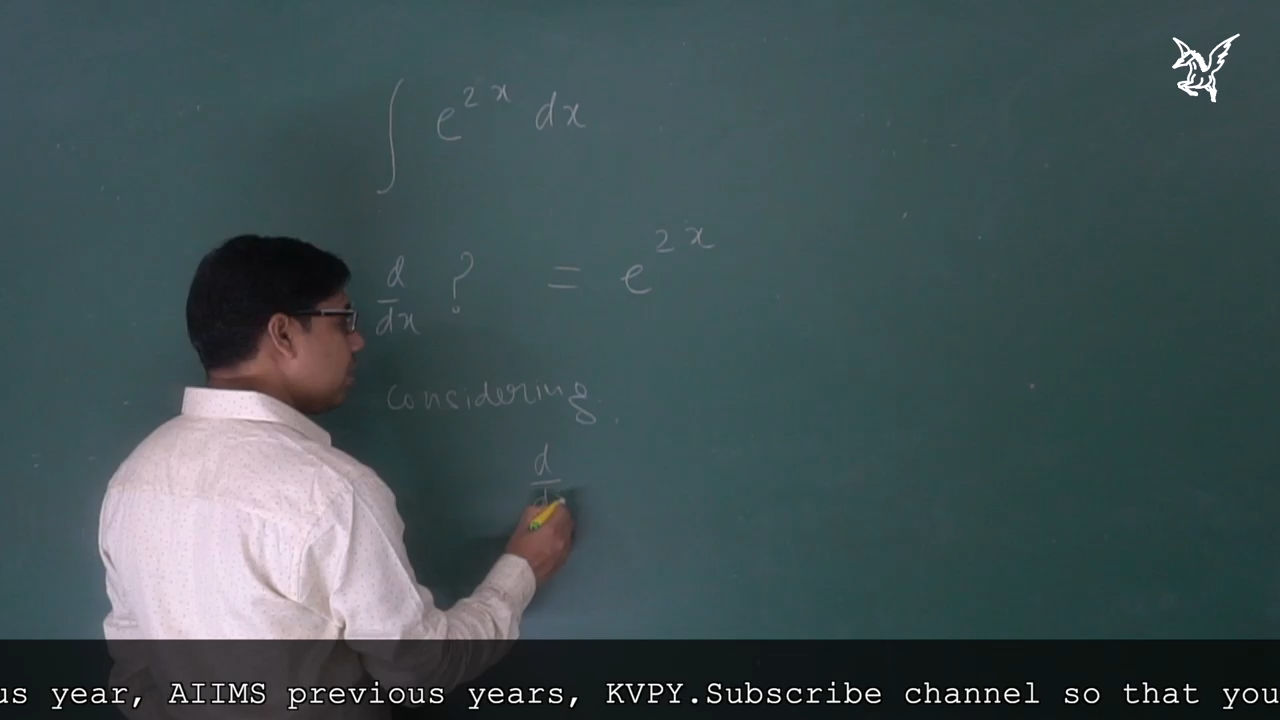 ∫ e^{2x} dx
d/dx ? = e^{2x}
considering
d
us year, AIIMS previous years, KVPY.Subscribe channel so that you